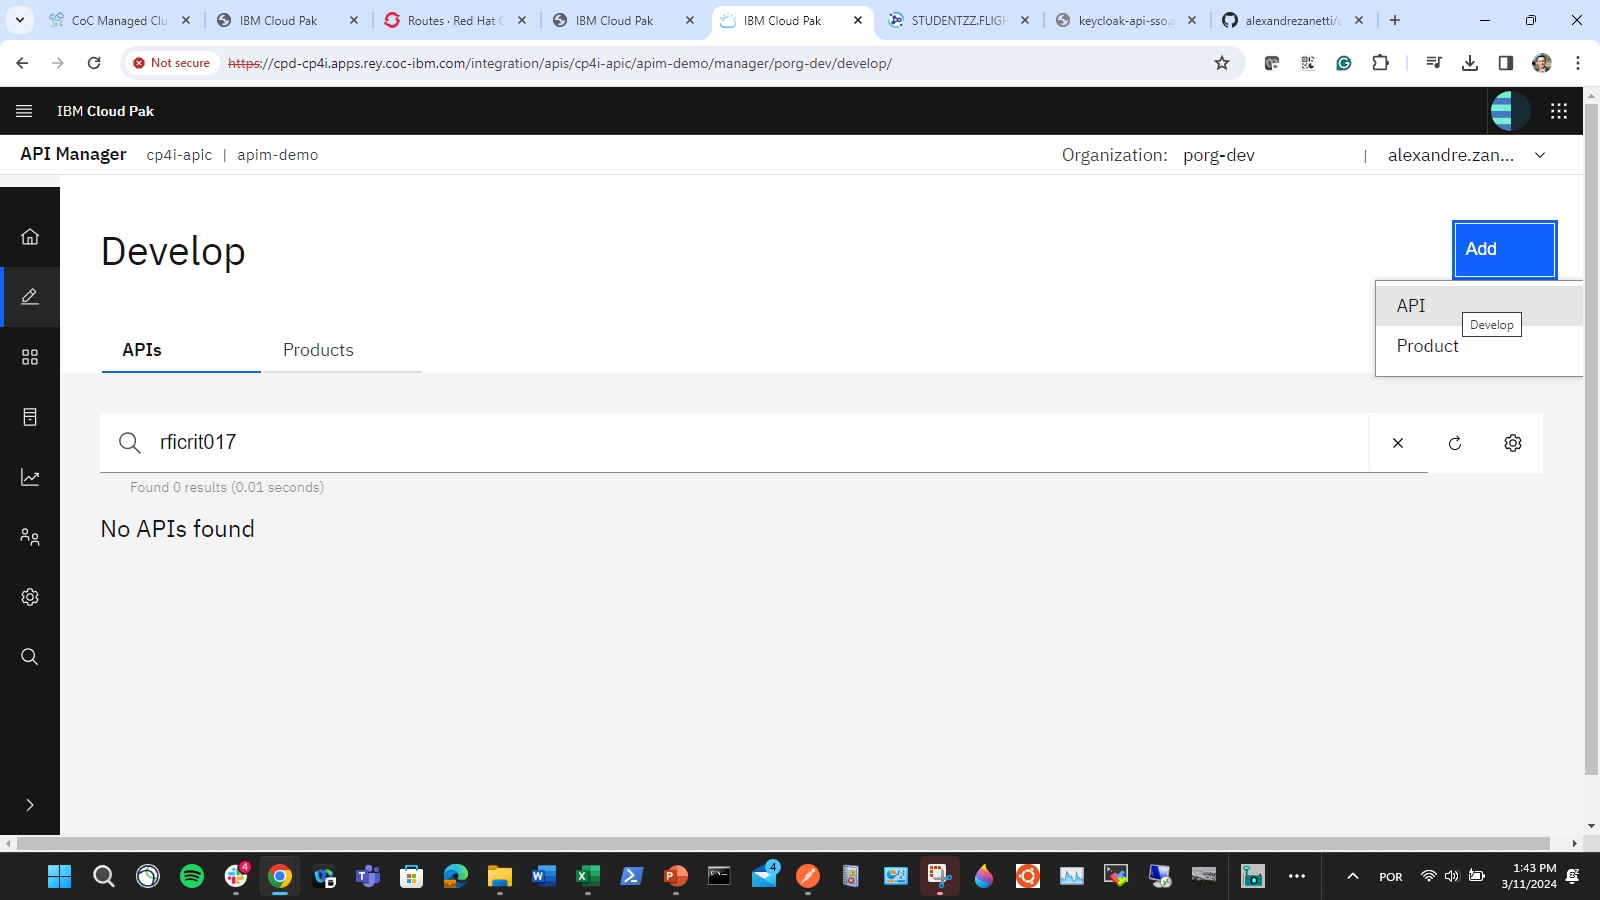 CoC Managed Clu
IBM Cloud Pak
Routes · Red Hat C
IBM Cloud Pak
IBM Cloud Pak
STUDENTZZ.FLIGH
keycloak-api-sso.a
alexandrezanetti/a
Not secure
https://cpd-cp4i.apps.rey.coc-ibm.com/integration/apis/cp4i-apic/apim-demo/manager/porg-dev/develop/
IBM Cloud Pak
API Manager cp4i-apic | apim-demo
Organization: porg-dev | alexandre.zan...
Develop
Add
API
Develop
Product
APIs
Products
rficrit017
Found 0 results (0.01 seconds)
No APIs found
4
4
POR
1:43 PM
3/11/2024